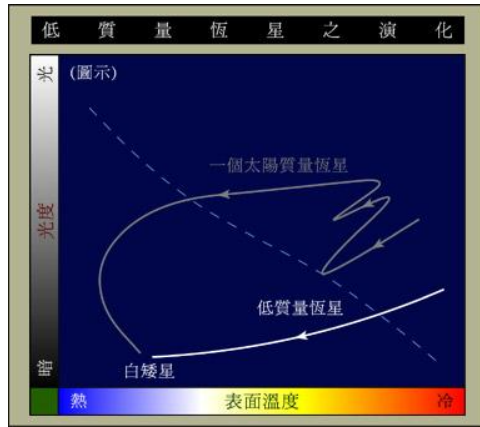 低質量恆星之演化
(圖示)
光
光度
暗
一個太陽質量恆星
低質量恆星
白矮星
熱
表面溫度
冷